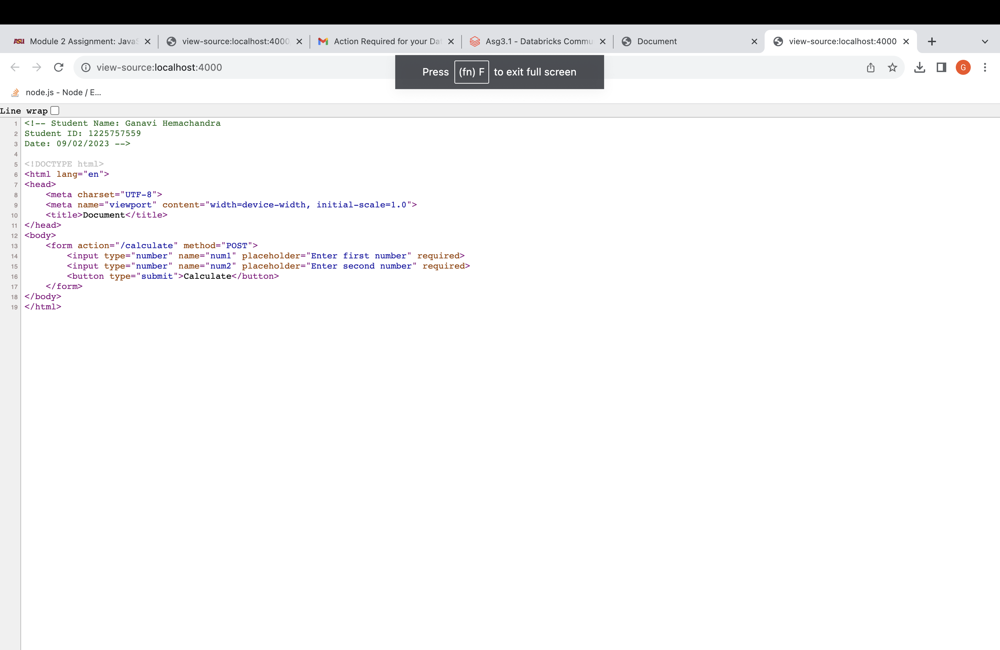 ASU Module 2 Assignment: Java view-source:localhost:4000 Action Required for your Dat Asg3.1 - Databricks Commu Document view-source:localhost:4000
view-source:localhost:4000
Press (fn) F to exit full screen
G
node.js - Node / E...
Line wrap
1 <!-- Student Name: Ganavi Hemachandra
2 Student ID: 1225757559
3 Date: 09/02/2023 -->
4
5 <!DOCTYPE html>
6 <html lang="en">
7 <head>
8     <meta charset="UTF-8">
9     <meta name="viewport" content="width=device-width, initial-scale=1.0">
10     <title>Document</title>
11 </head>
12 <body>
13     <form action="/calculate" method="POST">
14         <input type="number" name="num1" placeholder="Enter first number" required>
15         <input type="number" name="num2" placeholder="Enter second number" required>
16         <button type="submit">Calculate</button>
17     </form>
18 </body>
19 </html>